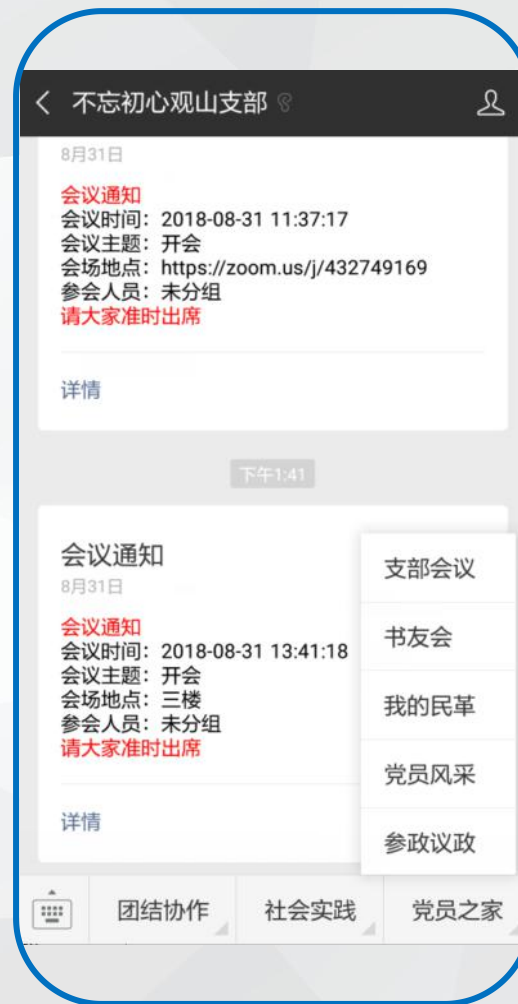 不忘初心观山支部
8月31日
会议通知
会议时间：2018-08-31 11:37:17
会议主题：开会
会场地点：https://zoom.us/j/432749169
参会人员：未分组
请大家准时出席
详情
下午1:41
会议通知
8月31日
会议通知
会议时间：2018-08-31 13:41:18
会议主题：开会
会场地点：三楼
参会人员：未分组
请大家准时出席
详情
支部会议
书友会
我的民革
党员风采
参政议政
团结协作
社会实践
党员之家